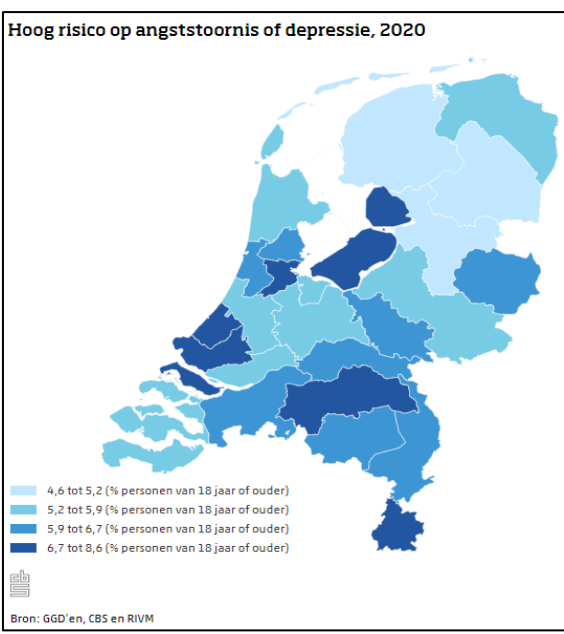 Hoog risico op angststoornis of depressie, 2020
4,6 tot 5,2 (% personen van 18 jaar of ouder)
5,2 tot 5,9 (% personen van 18 jaar of ouder)
5,9 tot 6,7 (% personen van 18 jaar of ouder)
6,7 tot 8,6 (% personen van 18 jaar of ouder)
cbs
Bron: GGD'en, CBS en RIVM